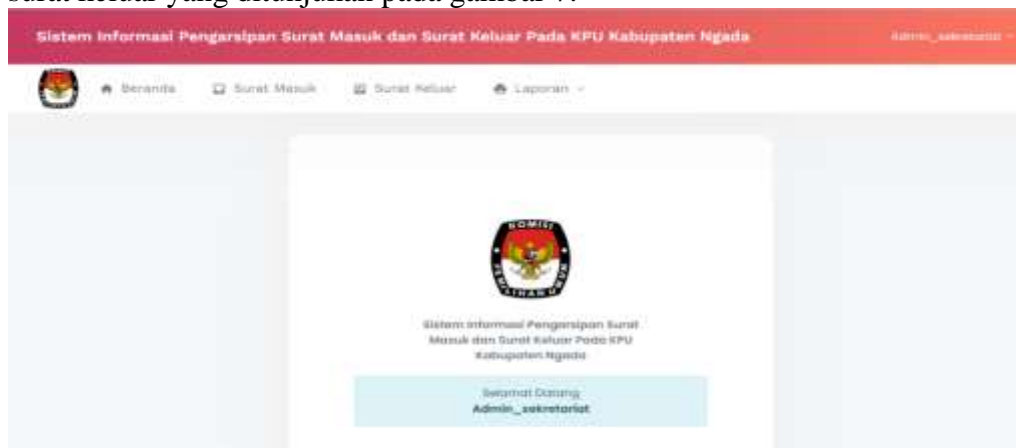 surat keluar yang ditunjukan pada gambar 7.
Sistem Informasi Pengarsipan Surat Masuk dan Surat Keluar Pada KPU Kabupaten Ngada
Admin_sekretariat
Beranda Surat Masuk Surat Keluar Laporan
KOMISI
PEMILIHAN UMUM
Sistem Informasi Pengarsipan Surat
Masuk dan Surat Keluar Pada KPU
Kabupaten Ngada
Selamat Datang
Admin_sekretariat